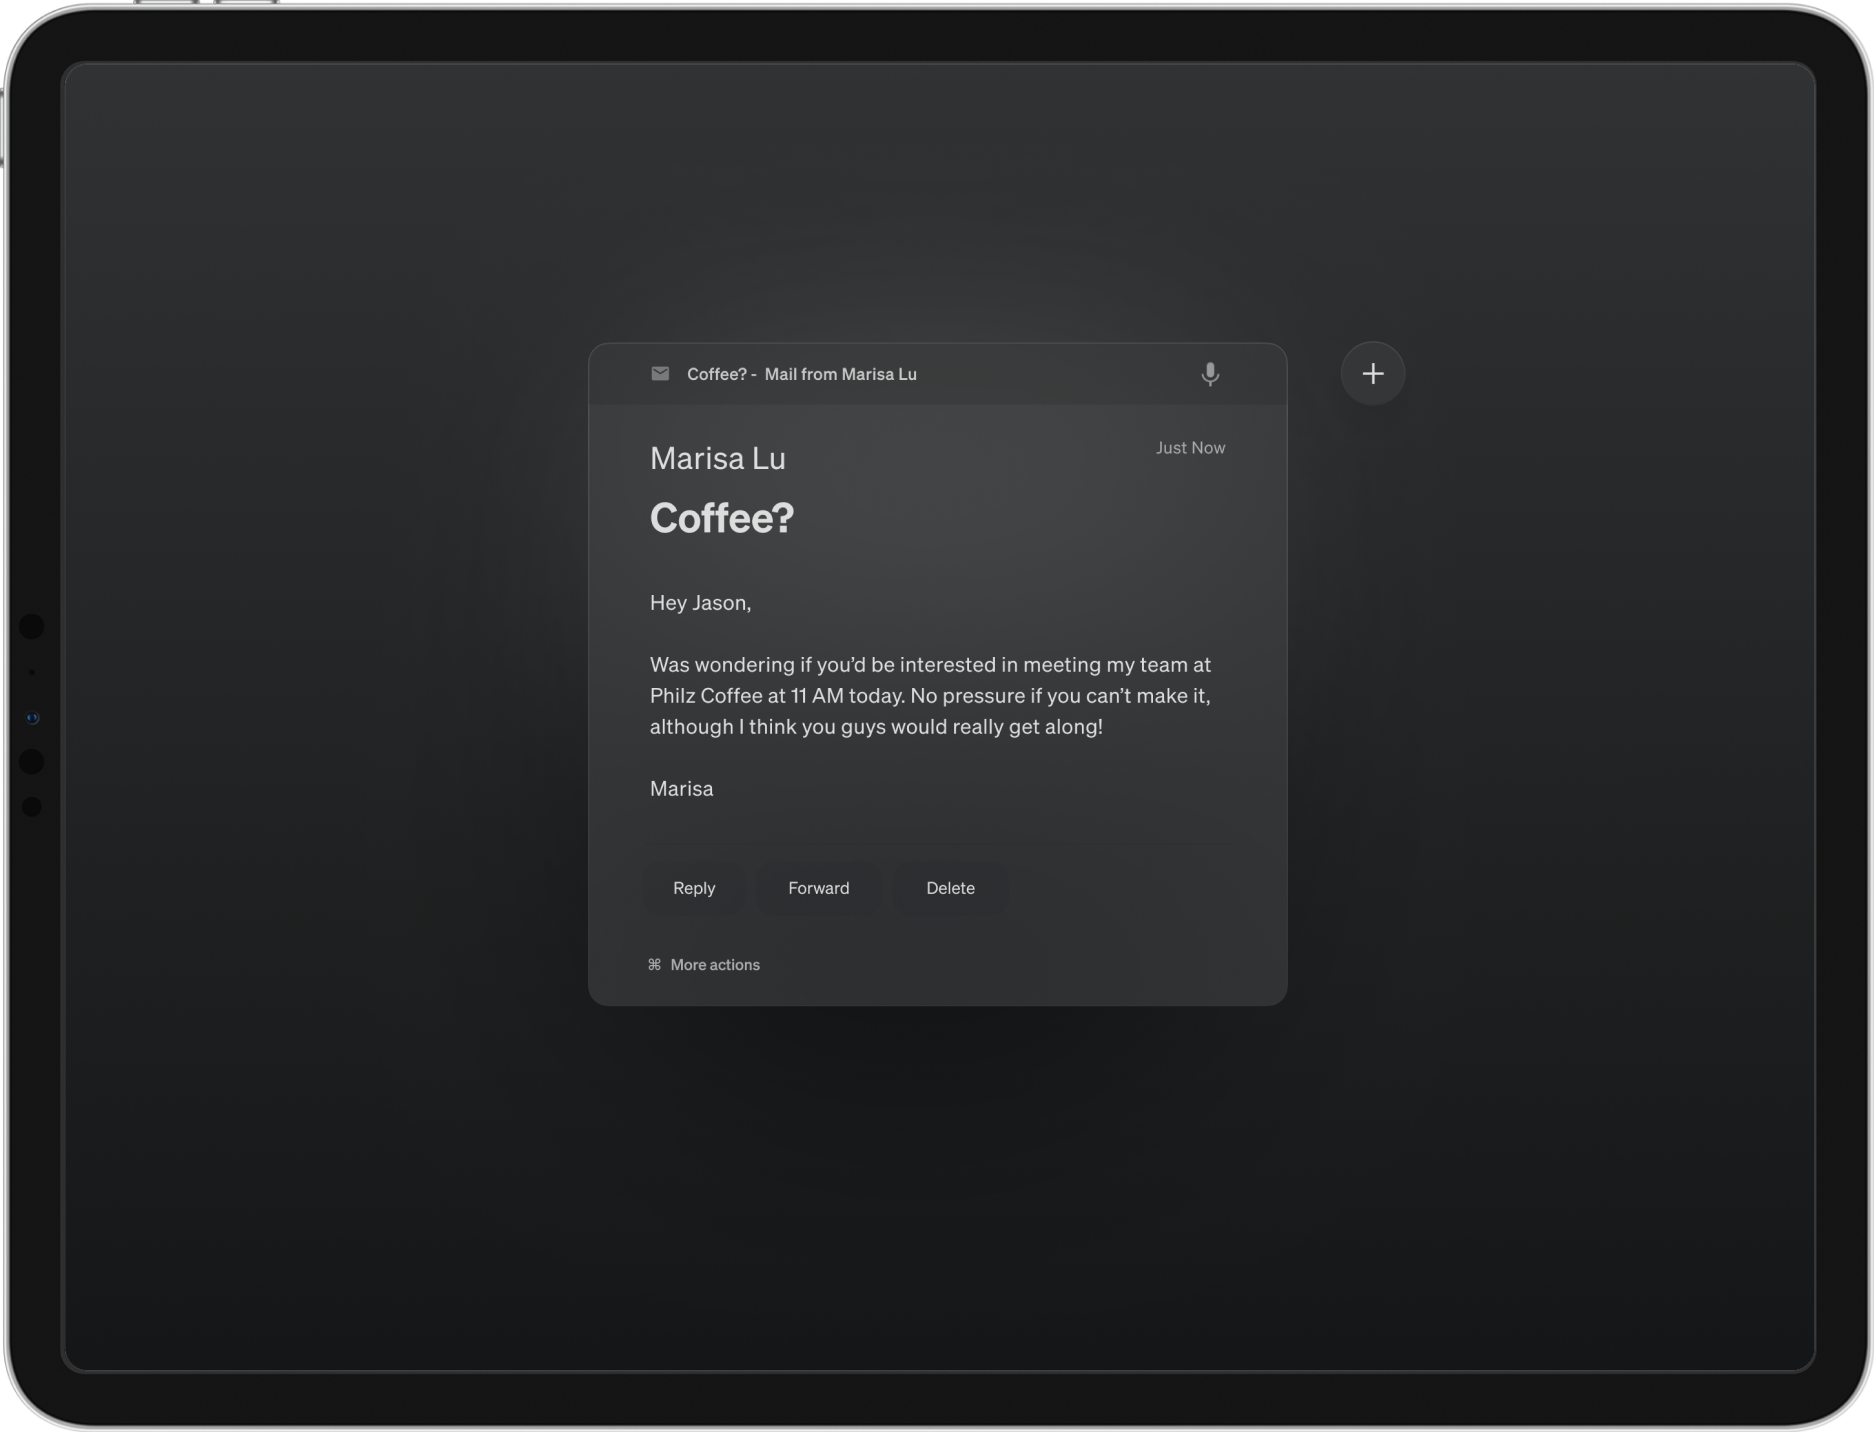 Coffee? - Mail from Marisa Lu
Marisa Lu
Just Now
Coffee?
Hey Jason,
Was wondering if you’d be interested in meeting my team at
Philz Coffee at 11 AM today. No pressure if you can’t make it,
although I think you guys would really get along!
Marisa
Reply
Forward
Delete
⌘ More actions